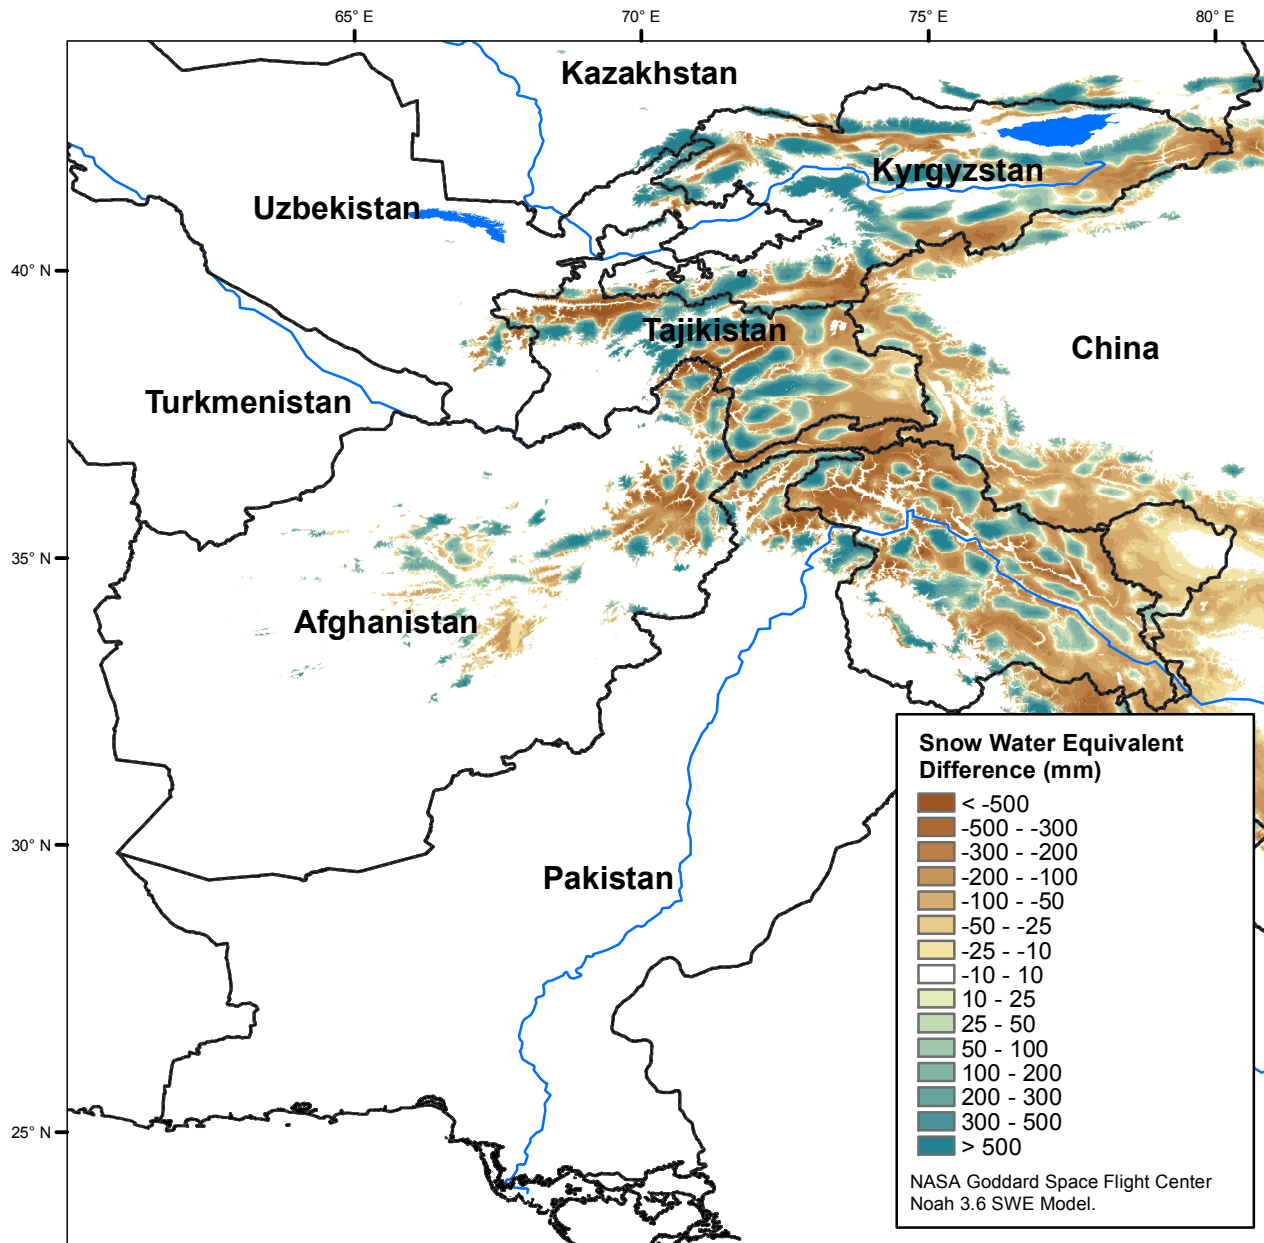 65° E
70° E
75° E
80° E
Kazakhstan
Kyrgyzstan
Uzbekistan
40° N
Tajikistan
China
Turkmenistan
35° N
Afghanistan
Snow Water Equivalent
Difference (mm)
< -500
-500 - -300
-300 - -200
-200 - -100
-100 - -50
-50 - -25
-25 - -10
-10 - 10
10 - 25
25 - 50
50 - 100
100 - 200
200 - 300
300 - 500
> 500
NASA Goddard Space Flight Center
Noah 3.6 SWE Model.
30° N
Pakistan
25° N